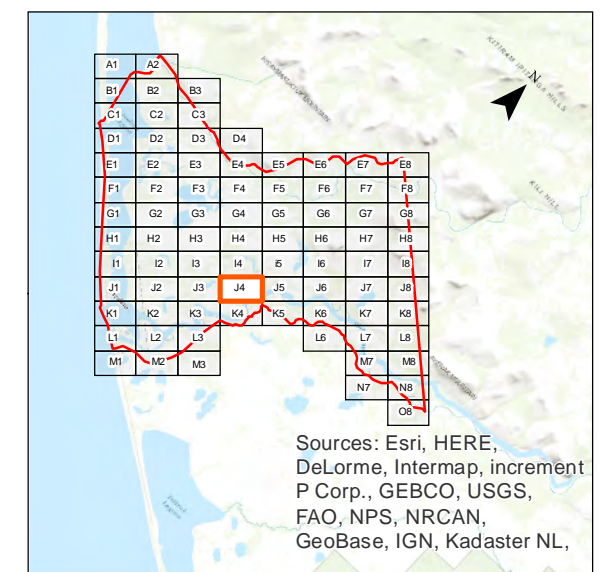 KITIRAM IPIENGA HILLS
N
A1 A2
B1 B2 B3
C1 C2 C3
D1 D2 D3 D4
E1 E2 E3 E4 E5 E6 E7 E8
F1 F2 F3 F4 F5 F6 F7 F8
KILI HILL
G1 G2 G3 G4 G5 G6 G7 G8
H1 H2 H3 H4 H5 H6 H7 H8
I1 I2 I3 I4 i5 I6 I7 I8
J1 J2 J3 J4 J5 J6 J7 J8
K1 K2 K3 K4 K5 K6 K7 K8
L1 L2 L3 L6 L7 L8
M1 M2 M3 M7 M8
N7 N8
O8
Sources: Esri, HERE,
DeLorme, Intermap, increment
P Corp., GEBCO, USGS,
FAO, NPS, NRCAN,
GeoBase, IGN, Kadaster NL,